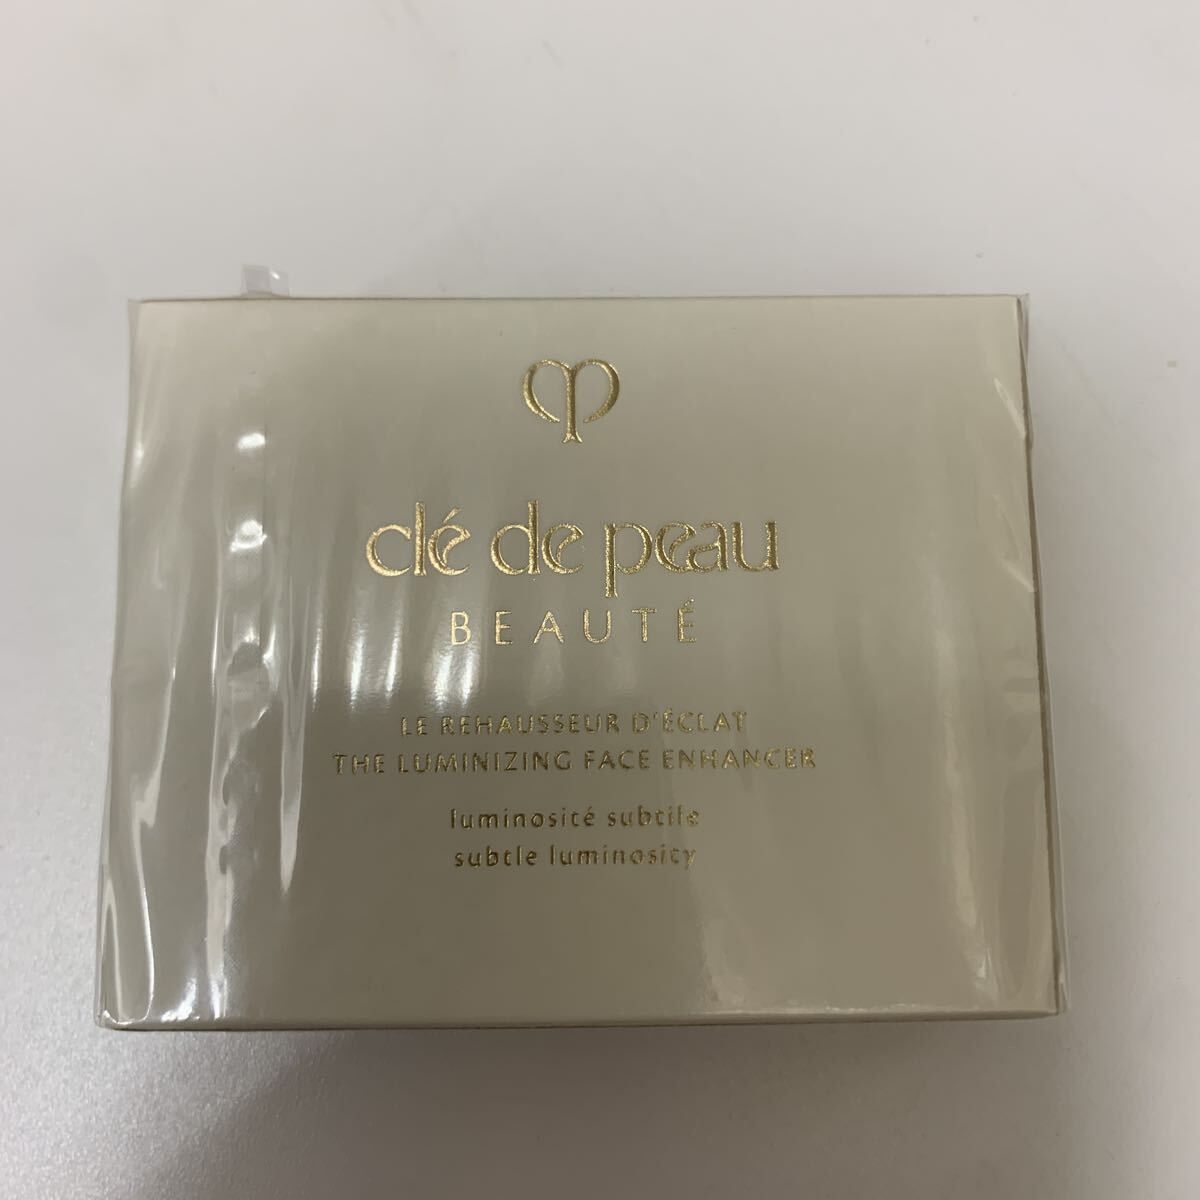 clé de peau
BEAUTÉ
LE REHAUSSEUR D'ÉCLAT
THE LUMINIZING FACE ENHANCER
luminosité subtile
subtle luminosity